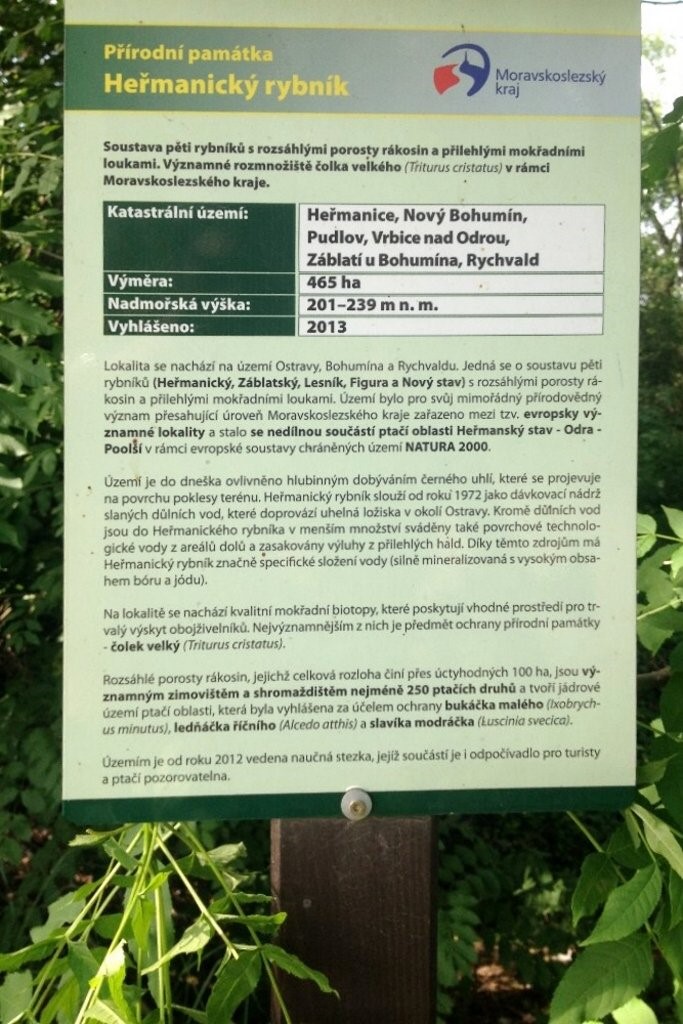 Přírodní památka
Heřmanický rybník
Moravskoslezský
kraj
Soustava pěti rybníků s rozsáhlými porosty rákosin a přilehlými mokřadními
loukami. Významné rozmnožiště čolka velkého (Triturus cristatus) v rámci
Moravskoslezského kraje.
Katastrální území: Heřmanice, Nový Bohumín,
Pudlov, Vrbice nad Odrou,
Záblatí u Bohumína, Rychvald
Výměra: 465 ha
Nadmořská výška: 201–239 m n. m.
Vyhlášeno: 2013
Lokalita se nachází na území Ostravy, Bohumína a Rychvaldu. Jedná se o soustavu pěti
rybníků (Heřmanický, Záblatský, Lesník, Figura a Nový stav) s rozsáhlými porosty rá-
kosin a přilehlými mokřadními loukami. Území bylo pro svůj mimořádný přírodovědný
význam přesahující úroveň Moravskoslezského kraje zařazeno mezi tzv. evropsky vý-
znamné lokality a stalo se nedílnou součástí ptačí oblasti Heřmanský stav - Odra -
Poolší v rámci evropské soustavy chráněných území NATURA 2000.
Území je do dneška ovlivněno hlubinným dobýváním černého uhlí, které se projevuje
na povrchu poklesy terénu. Heřmanický rybník slouží od roku 1972 jako dávkovací nádrž
slaných důlních vod, které doprovází uhelná ložiska v okolí Ostravy. Kromě důlních vod
jsou do Heřmanického rybníka v menším množství sváděny také povrchové technolo-
gické vody z areálů dolů a zasakovány výluhy z přilehlých hald. Díky těmto zdrojům má
Heřmanický rybník značně specifické složení vody (silně mineralizovaná s vysokým obsa-
hem bóru a jódu).
Na lokalitě se nachází kvalitní mokřadní biotopy, které poskytují vhodné prostředí pro tr-
valý výskyt obojživelníků. Nejvýznamnějším z nich je předmět ochrany přírodní památky
- čolek velký (Triturus cristatus).
Rozsáhlé porosty rákosin, jejichž celková rozloha činí přes úctyhodných 100 ha, jsou vý-
znamným zimovištěm a shromaždištěm nejméně 250 ptačích druhů a tvoří jádrové
území ptačí oblasti, která byla vyhlášena za účelem ochrany bukáčka malého (Ixobrych-
us minutus), ledňáčka říčního (Alcedo atthis) a slavíka modráčka (Luscinia svecica).
Územím je od roku 2012 vedena naučná stezka, jejíž součástí je i odpočívadlo pro turisty
a ptačí pozorovatelna.